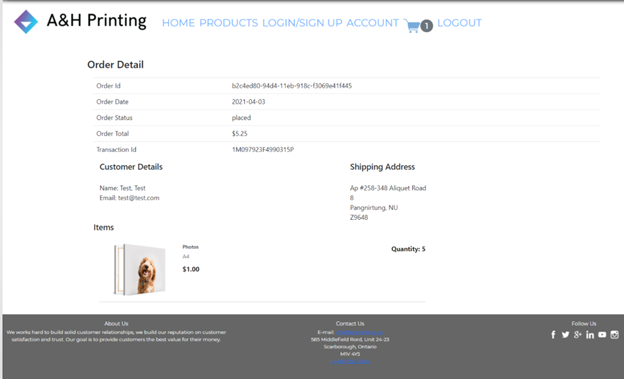 A&H Printing
HOME PRODUCTS LOGIN/SIGN UP ACCOUNT 1 LOGOUT
Order Detail
Order Id b2c4ed80-94d4-11eb-918c-f3069e41f445
Order Date 2021-04-03
Order Status placed
Order Total $5.25
Transaction Id 1M097923F4990315P
Customer Details
Name: Test, Test
Email: test@test.com
Shipping Address
Ap #258-348 Aliquet Road
8
Pangnirtung, NU
Z9648
Items
Photos
A4
$1.00
Quantity: 5
About Us
We works hard to build solid customer relationships, we build our reputation on customer
satisfaction and trust. Our goal is to provide customers the best value for their money.
Contact Us
E-mail:
585 Middlefield Road, Unit 24-25
Scarborough, Ontario
M1V 4Y5
Follow Us